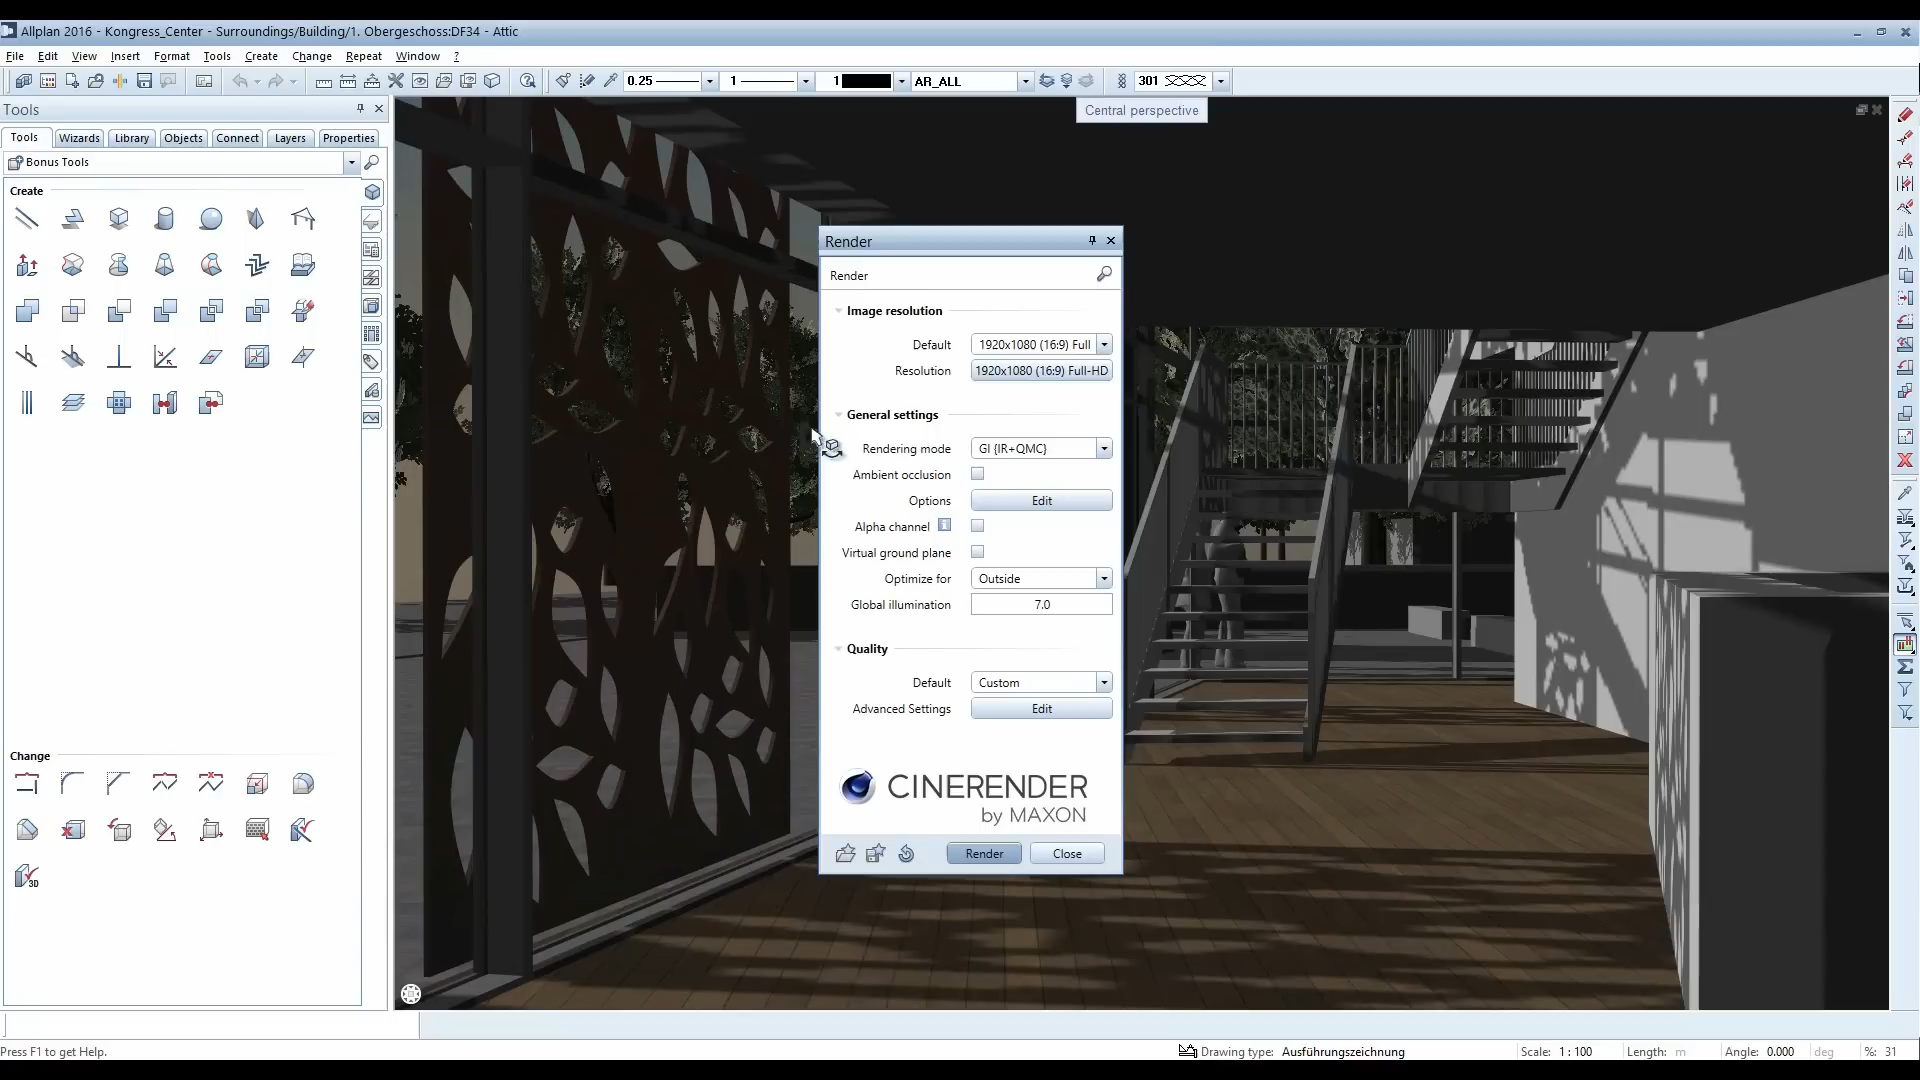 Allplan 2016 - Kongress_Center - Surroundings/Building/1. Obergeschoss:DF34 - Attic
File Edit View Insert Format Tools Create Change Repeat Window ?
0.25 1 1 AR_ALL 301
Tools
Central perspective
Tools Wizards Library Objects Connect Layers Properties
Bonus Tools
Create
Change
3D
Render
Render
Image resolution
Default 1920x1080 (16:9) Full
Resolution 1920x1080 (16:9) Full-HD
General settings
Rendering mode GI {IR+QMC}
Ambient occlusion
Options Edit
Alpha channel
Virtual ground plane
Optimize for Outside
Global illumination 7.0
Quality
Default Custom
Advanced Settings Edit
CINERENDER
by MAXON
Render Close
Press F1 to get Help. Drawing type: Ausführungszeichnung Scale: 1 : 100 Length: m Angle: 0.000 deg %: 31